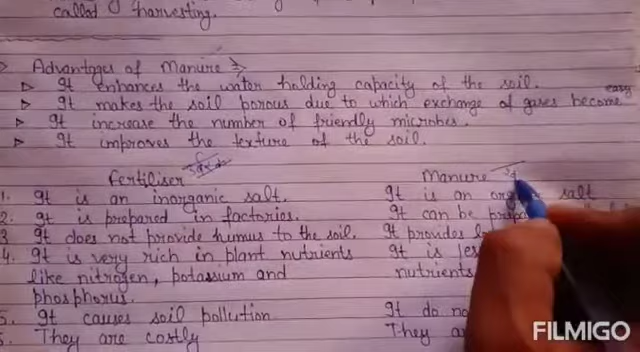 called harvesting.
Advantages of Manure :-
▷ It enhances the water holding capacity of the soil.
▷ It makes the soil porous due to which exchange of gases become easy
▷ It increase the number of friendly microbes.
▷ It improves the texture of the soil.
Fertiliser Manure
1. It is an inorganic salt. It is an organic salt
2. It is prepared in factories. It can be
3 It does not provide humus to the soil. It provides
4. It is very rich in plant nutrients It is
like nitrogen, potassium and nutrients
phosphorus.
5. It causes soil pollution It do
They are costly They
FILMIGO